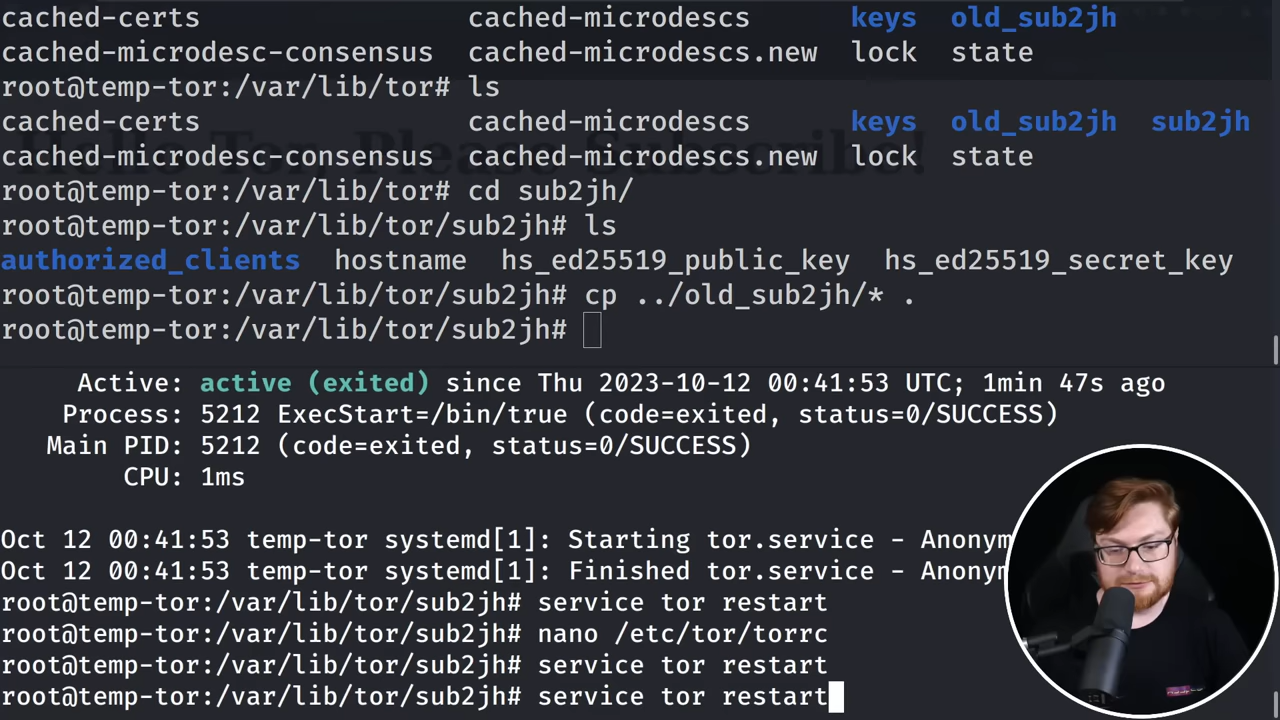 cached-certs cached-microdescs keys old_sub2jh
cached-microdesc-consensus cached-microdescs.new lock state
root@temp-tor:/var/lib/tor# ls
cached-certs cached-microdescs keys old_sub2jh sub2jh
Hello Tor, Please Subscribe!
cached-microdesc-consensus cached-microdescs.new lock state
root@temp-tor:/var/lib/tor# cd sub2jh/
root@temp-tor:/var/lib/tor/sub2jh# ls
authorized_clients hostname hs_ed25519_public_key hs_ed25519_secret_key
root@temp-tor:/var/lib/tor/sub2jh# cp ../old_sub2jh/* .
root@temp-tor:/var/lib/tor/sub2jh#
Active: active (exited) since Thu 2023-10-12 00:41:53 UTC; 1min 47s ago
Process: 5212 ExecStart=/bin/true (code=exited, status=0/SUCCESS)
Main PID: 5212 (code=exited, status=0/SUCCESS)
CPU: 1ms
Oct 12 00:41:53 temp-tor systemd[1]: Starting tor.service - Anonym
Oct 12 00:41:53 temp-tor systemd[1]: Finished tor.service - Anonym
root@temp-tor:/var/lib/tor/sub2jh# service tor restart
root@temp-tor:/var/lib/tor/sub2jh# nano /etc/tor/torrc
root@temp-tor:/var/lib/tor/sub2jh# service tor restart
root@temp-tor:/var/lib/tor/sub2jh# service tor restart